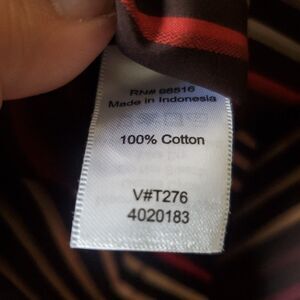 RN# 98516
Made in Indonesia
100% Cotton
V#T276
4020183